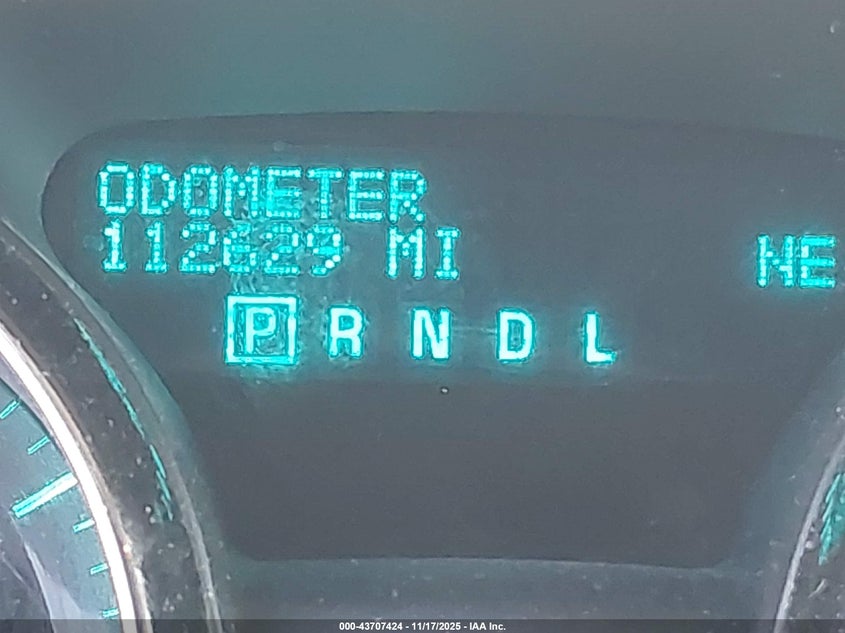 ODOMETER
112629 MI
NE
P R N D L
000-43707424 - 11/17/2025 - IAA Inc.